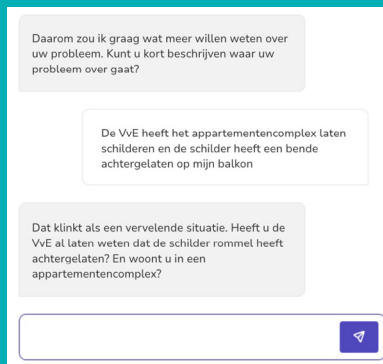 Daarom zou ik graag wat meer willen weten over
uw probleem. Kunt u kort beschrijven waar uw
probleem over gaat?
De VvE heeft het appartementencomplex laten
schilderen en de schilder heeft een bende
achtergelaten op mijn balkon
Dat klinkt als een vervelende situatie. Heeft u de
VvE al laten weten dat de schilder rommel heeft
achtergelaten? En woont u in een
appartementencomplex?